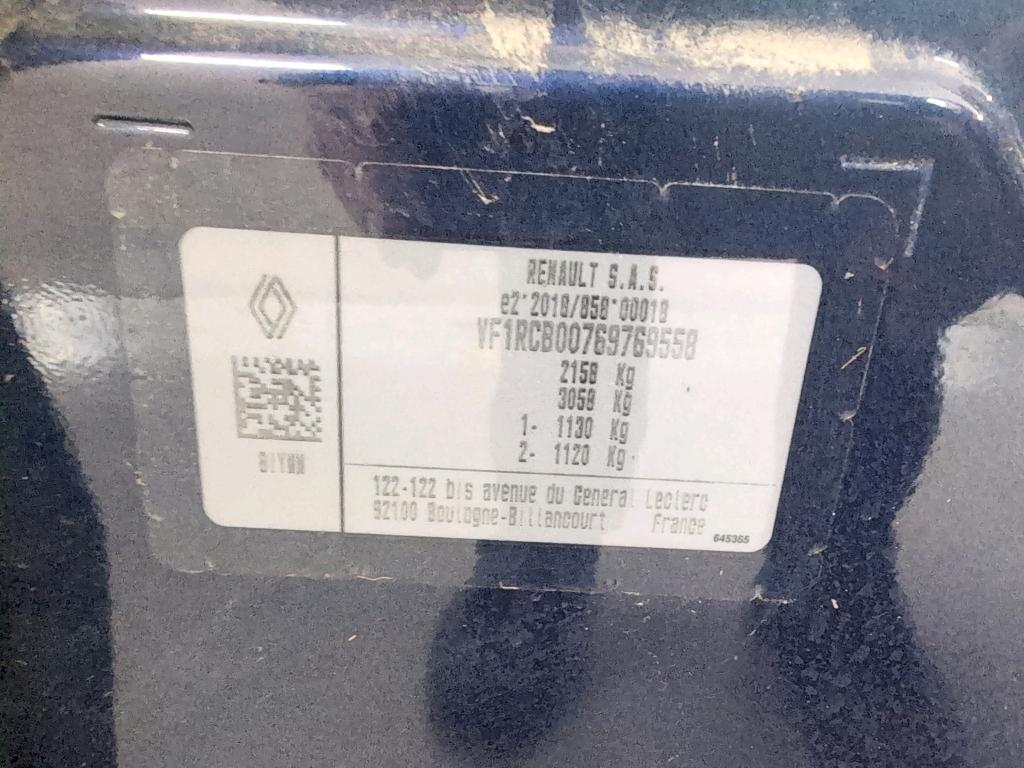 RENAULT S.A.S.
e2*2018/858*00018
VF1RCB00769769558
2158 Kg
3058 Kg
1- 1130 Kg
2- 1120 Kg
122-122 bis avenue du General Leclerc
92100 Boulogne-Billancourt France
645365